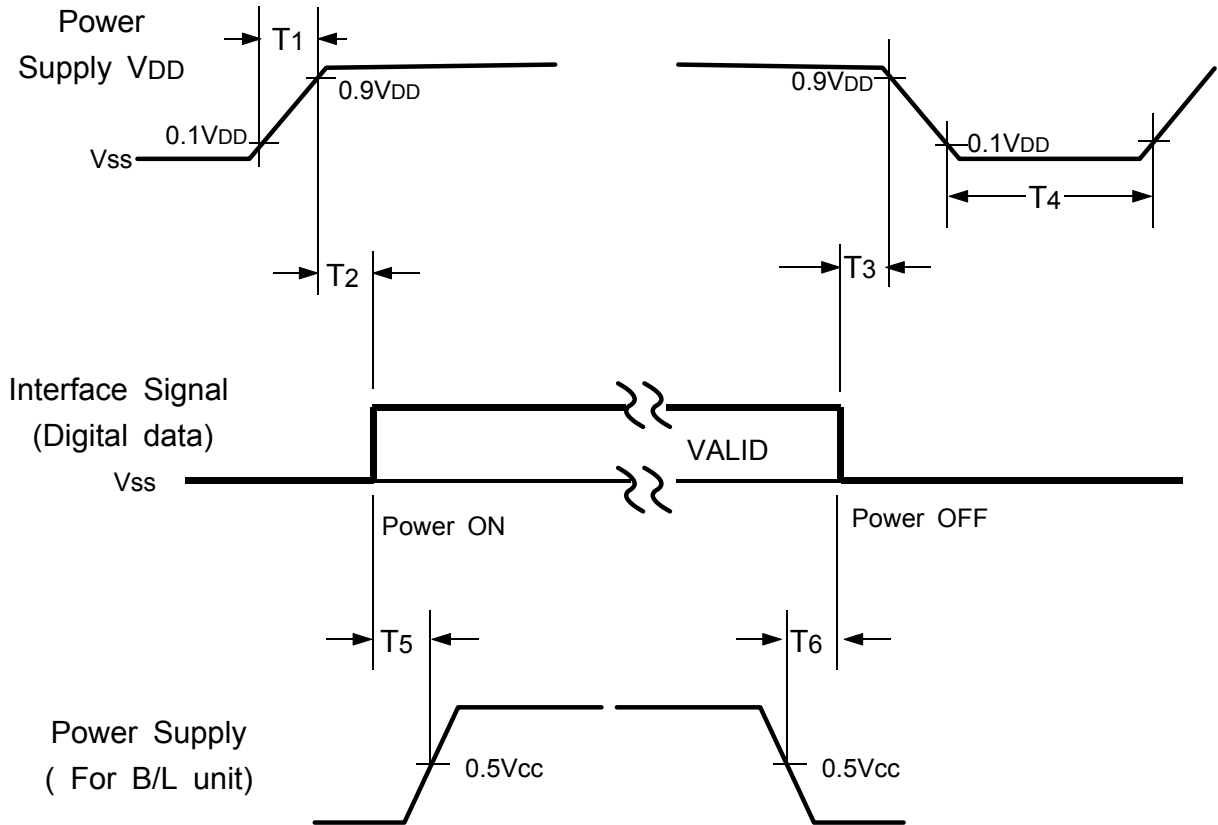 Power
Supply VDD
T1
0.9VDD
0.1VDD
Vss
0.9VDD
0.1VDD
T4
T2
T3
Interface Signal
(Digital data)
Vss
VALID
Power ON
Power OFF
T5
T6
Power Supply
( For B/L unit)
0.5Vcc
0.5Vcc